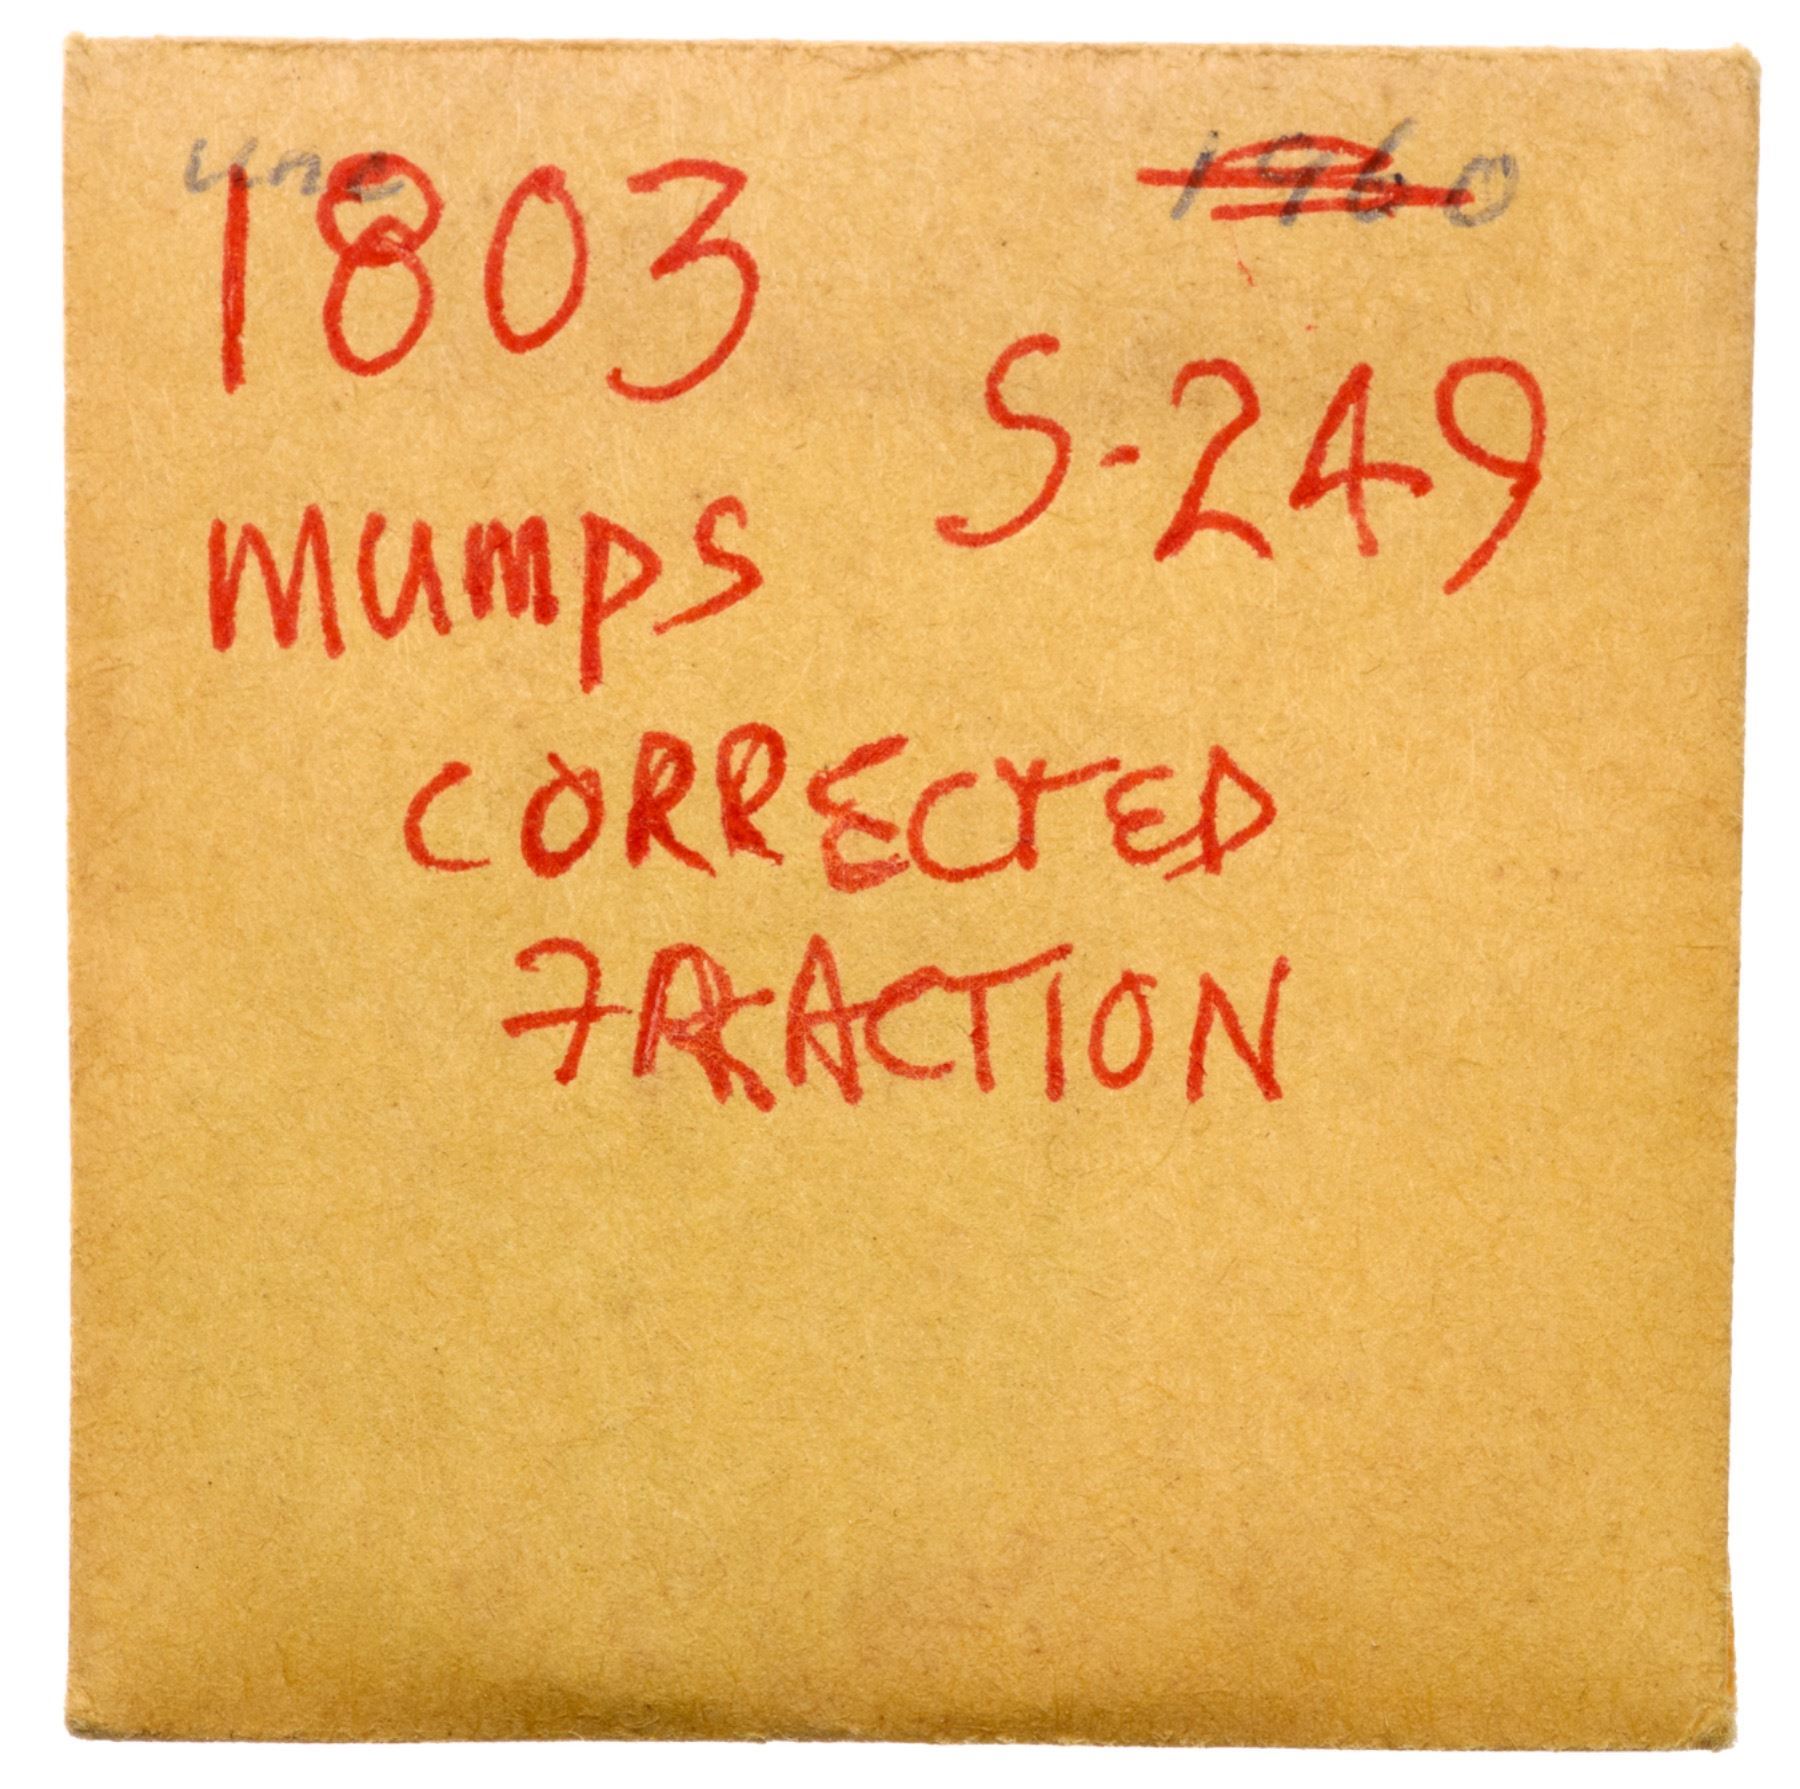 unc 1960
1803
S-249
mumps
CORRECTED
FRACTION